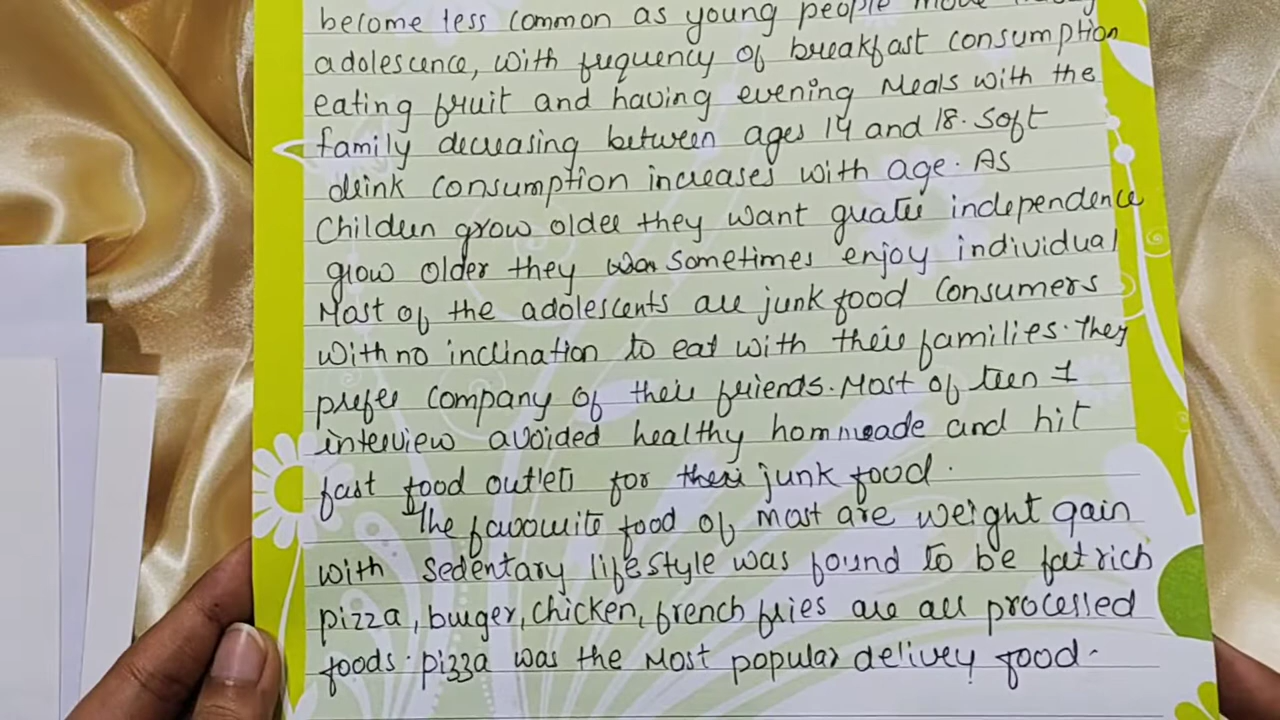 become less common as young people move
adolescence, with frequency of breakfast consumption
eating fruit and having evening Meals with the
family decreasing between ages 14 and 18. Soft
drink consumption increases with age. As
Children grow older they want greater independence
grow older they sometimes enjoy individual
Most of the adolescents are junk food consumers
With no inclination to eat with their families. They
prefer company of their friends. Most of teen I
interview avoided healthy hommeade and hit
fast food outlets for their junk food.
The favourite food of most are weight gain
with sedentary lifestyle was found to be fat rich
pizza, burger, chicken, french fries are all processed
foods. pizza was the Most popular delivey food.